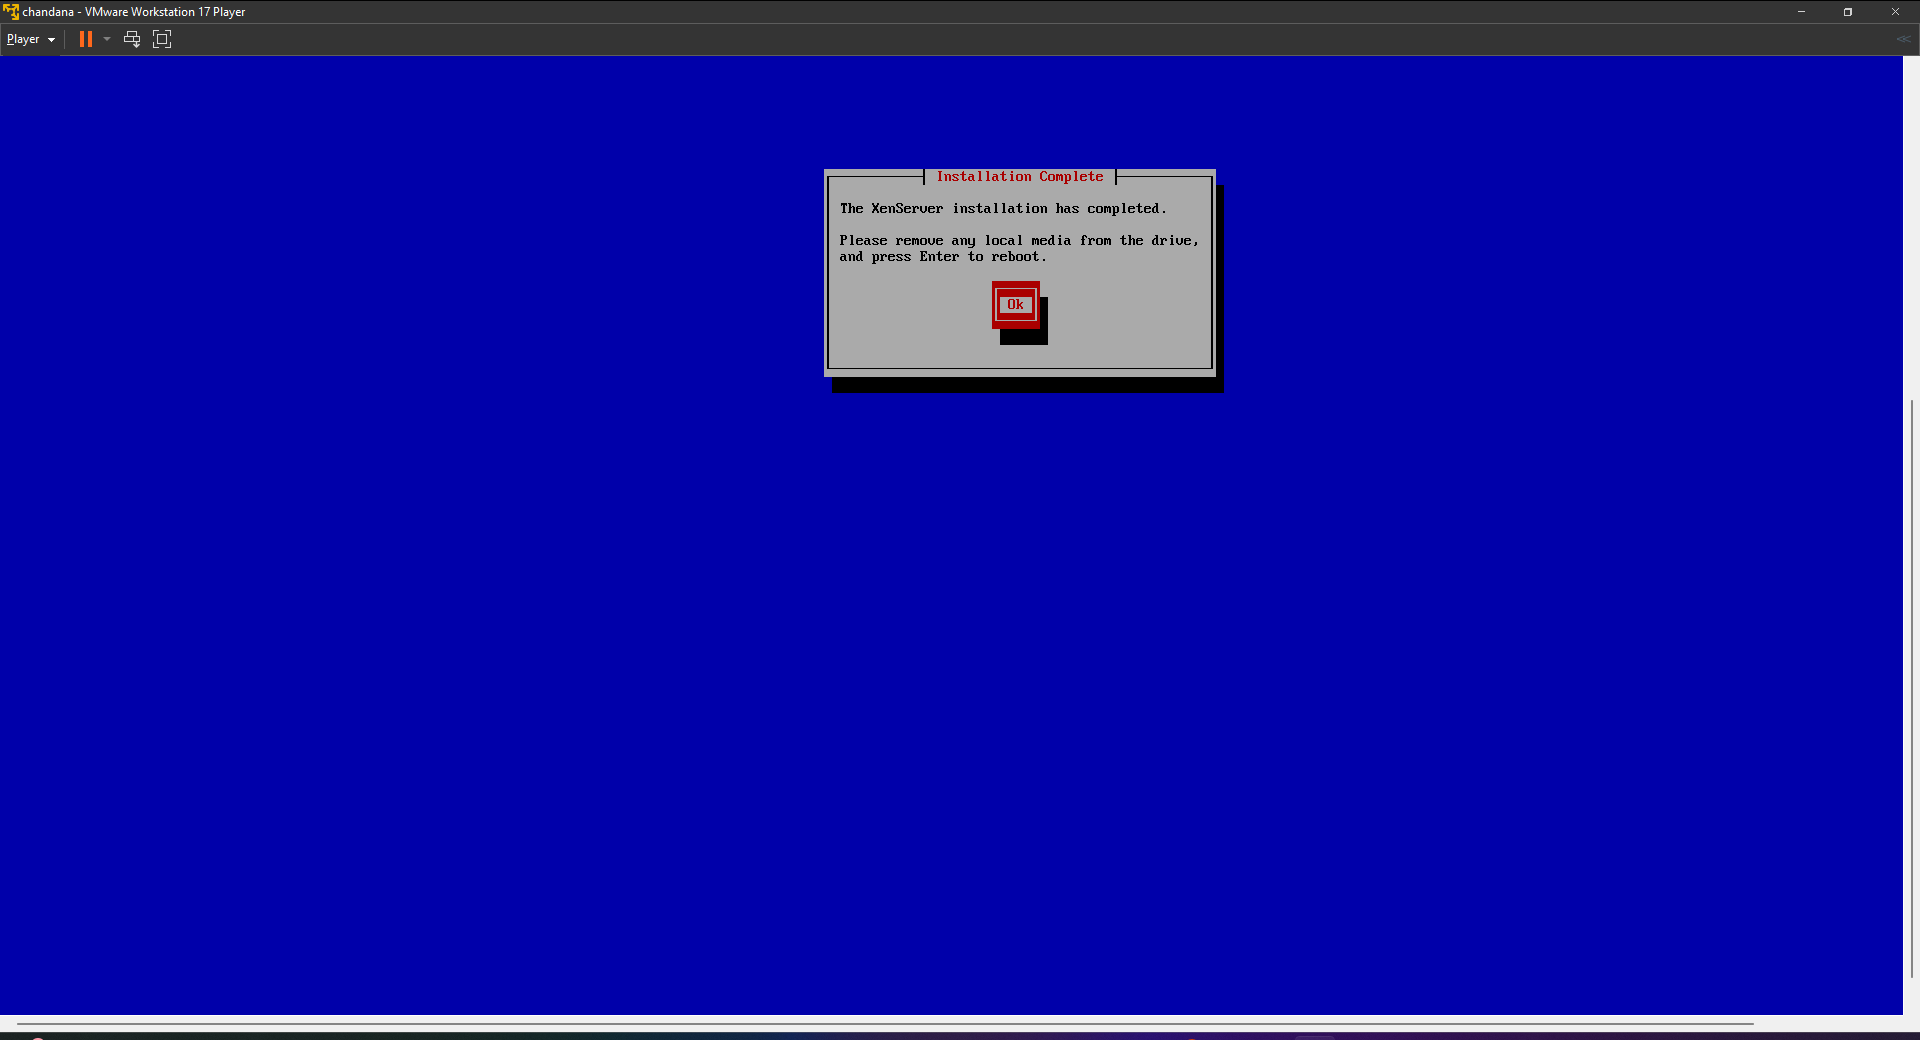 chandana - VMware Workstation 17 Player
Player
Installation Complete
The XenServer installation has completed.
Please remove any local media from the drive,
and press Enter to reboot.
Ok